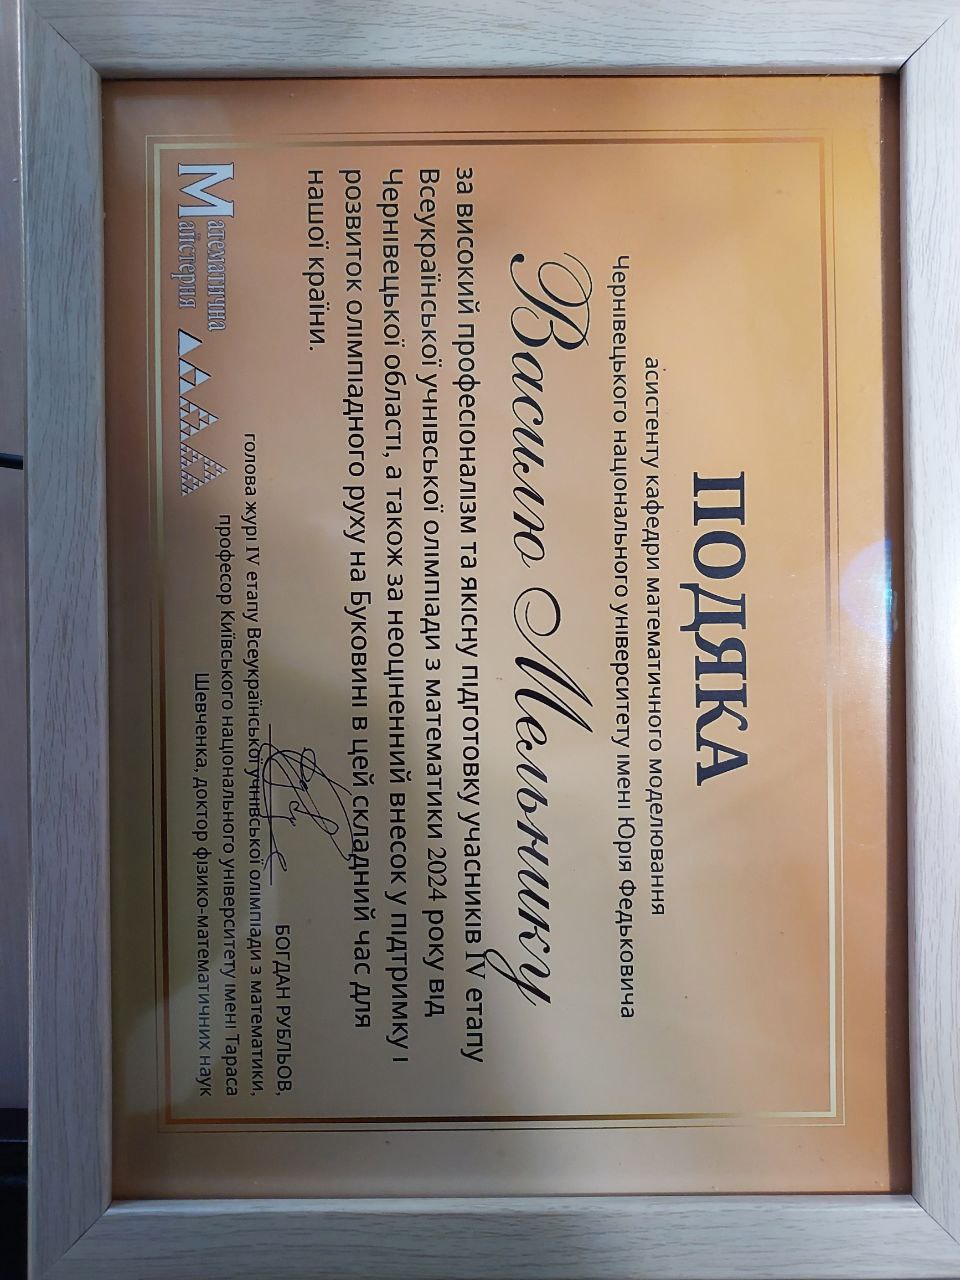 ПОДЯКА
асистенту кафедри математичного моделювання
Чернівецького національного університету імені Юрія Федьковича
Василю Мельнику
за високий професіоналізм та якісну підготовку учасників IV етапу
Всеукраїнської учнівської олімпіади з математики 2024 року від
Чернівецької області, а також за неоціненний внесок у підтримку і
розвиток олімпіадного руху на Буковині в цей складний час для
нашої країни.
БОГДАН РУБЛЬОВ,
голова журі IV етапу Всеукраїнської учнівської олімпіади з математики,
професор Київського національного університету імені Тараса
Шевченка, доктор фізико-математичних наук
Математична
Майстерня